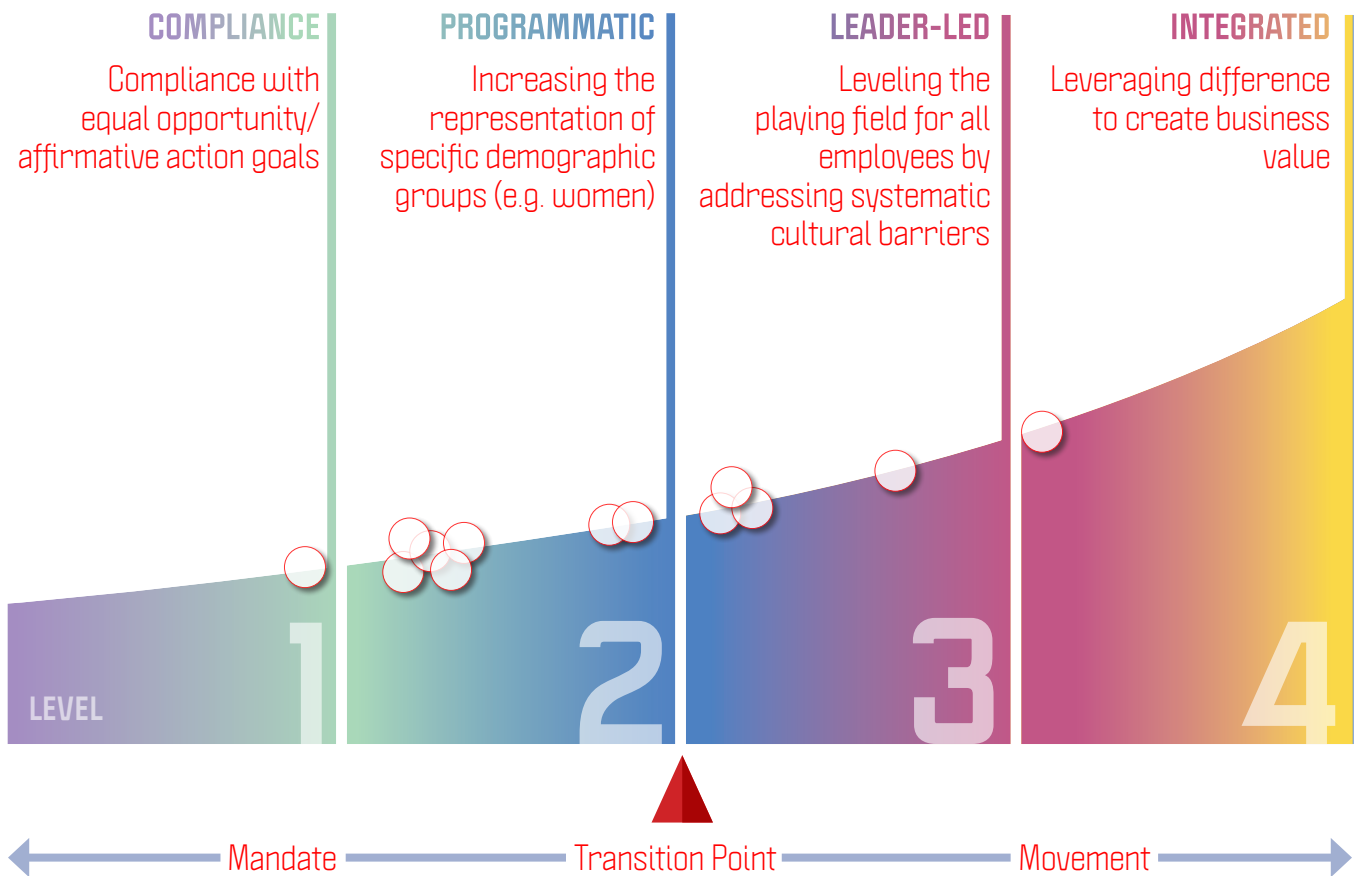 COMPLIANCE
Compliance with
equal opportunity/
affirmative action goals
PROGRAMMATIC
Increasing the
representation of
specific demographic
groups (e.g. women)
LEADER-LED
Leveling the
playing field for all
employees by
addressing systematic
cultural barriers
INTEGRATED
Leveraging difference
to create business
value
LEVEL
1
2
3
4
Mandate
Transition Point
Movement